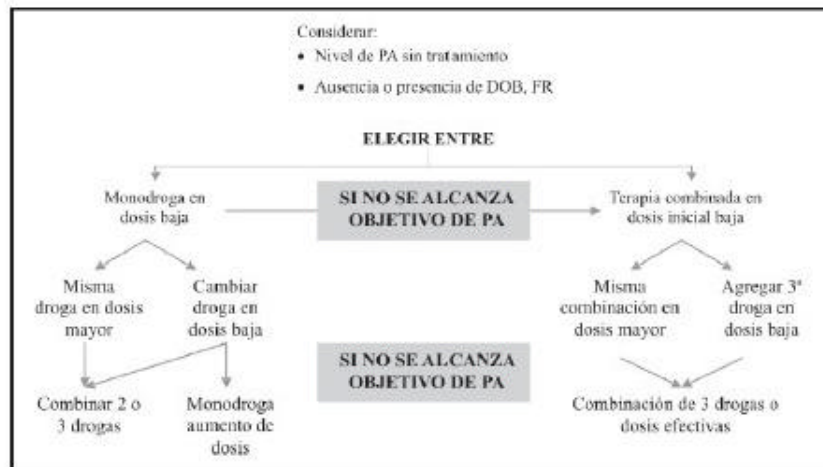 Considerar:
• Nivel de PA sin tratamiento
• Ausencia o presencia de DOB, FR
ELEGIR ENTRE
Monodroga en
dosis baja
SI NO SE ALCANZA
OBJETIVO DE PA
Terapia combinada en
dosis inicial baja
Misma
droga en dosis
mayor
Cambiar
droga en
dosis baja
Misma
combinación en
dosis mayor
Agregar 3ª
droga en
dosis baja
SI NO SE ALCANZA
OBJETIVO DE PA
Combinar 2 o
3 drogas
Monodroga
aumento de
dosis
Combinación de 3 drogas o
dosis efectivas